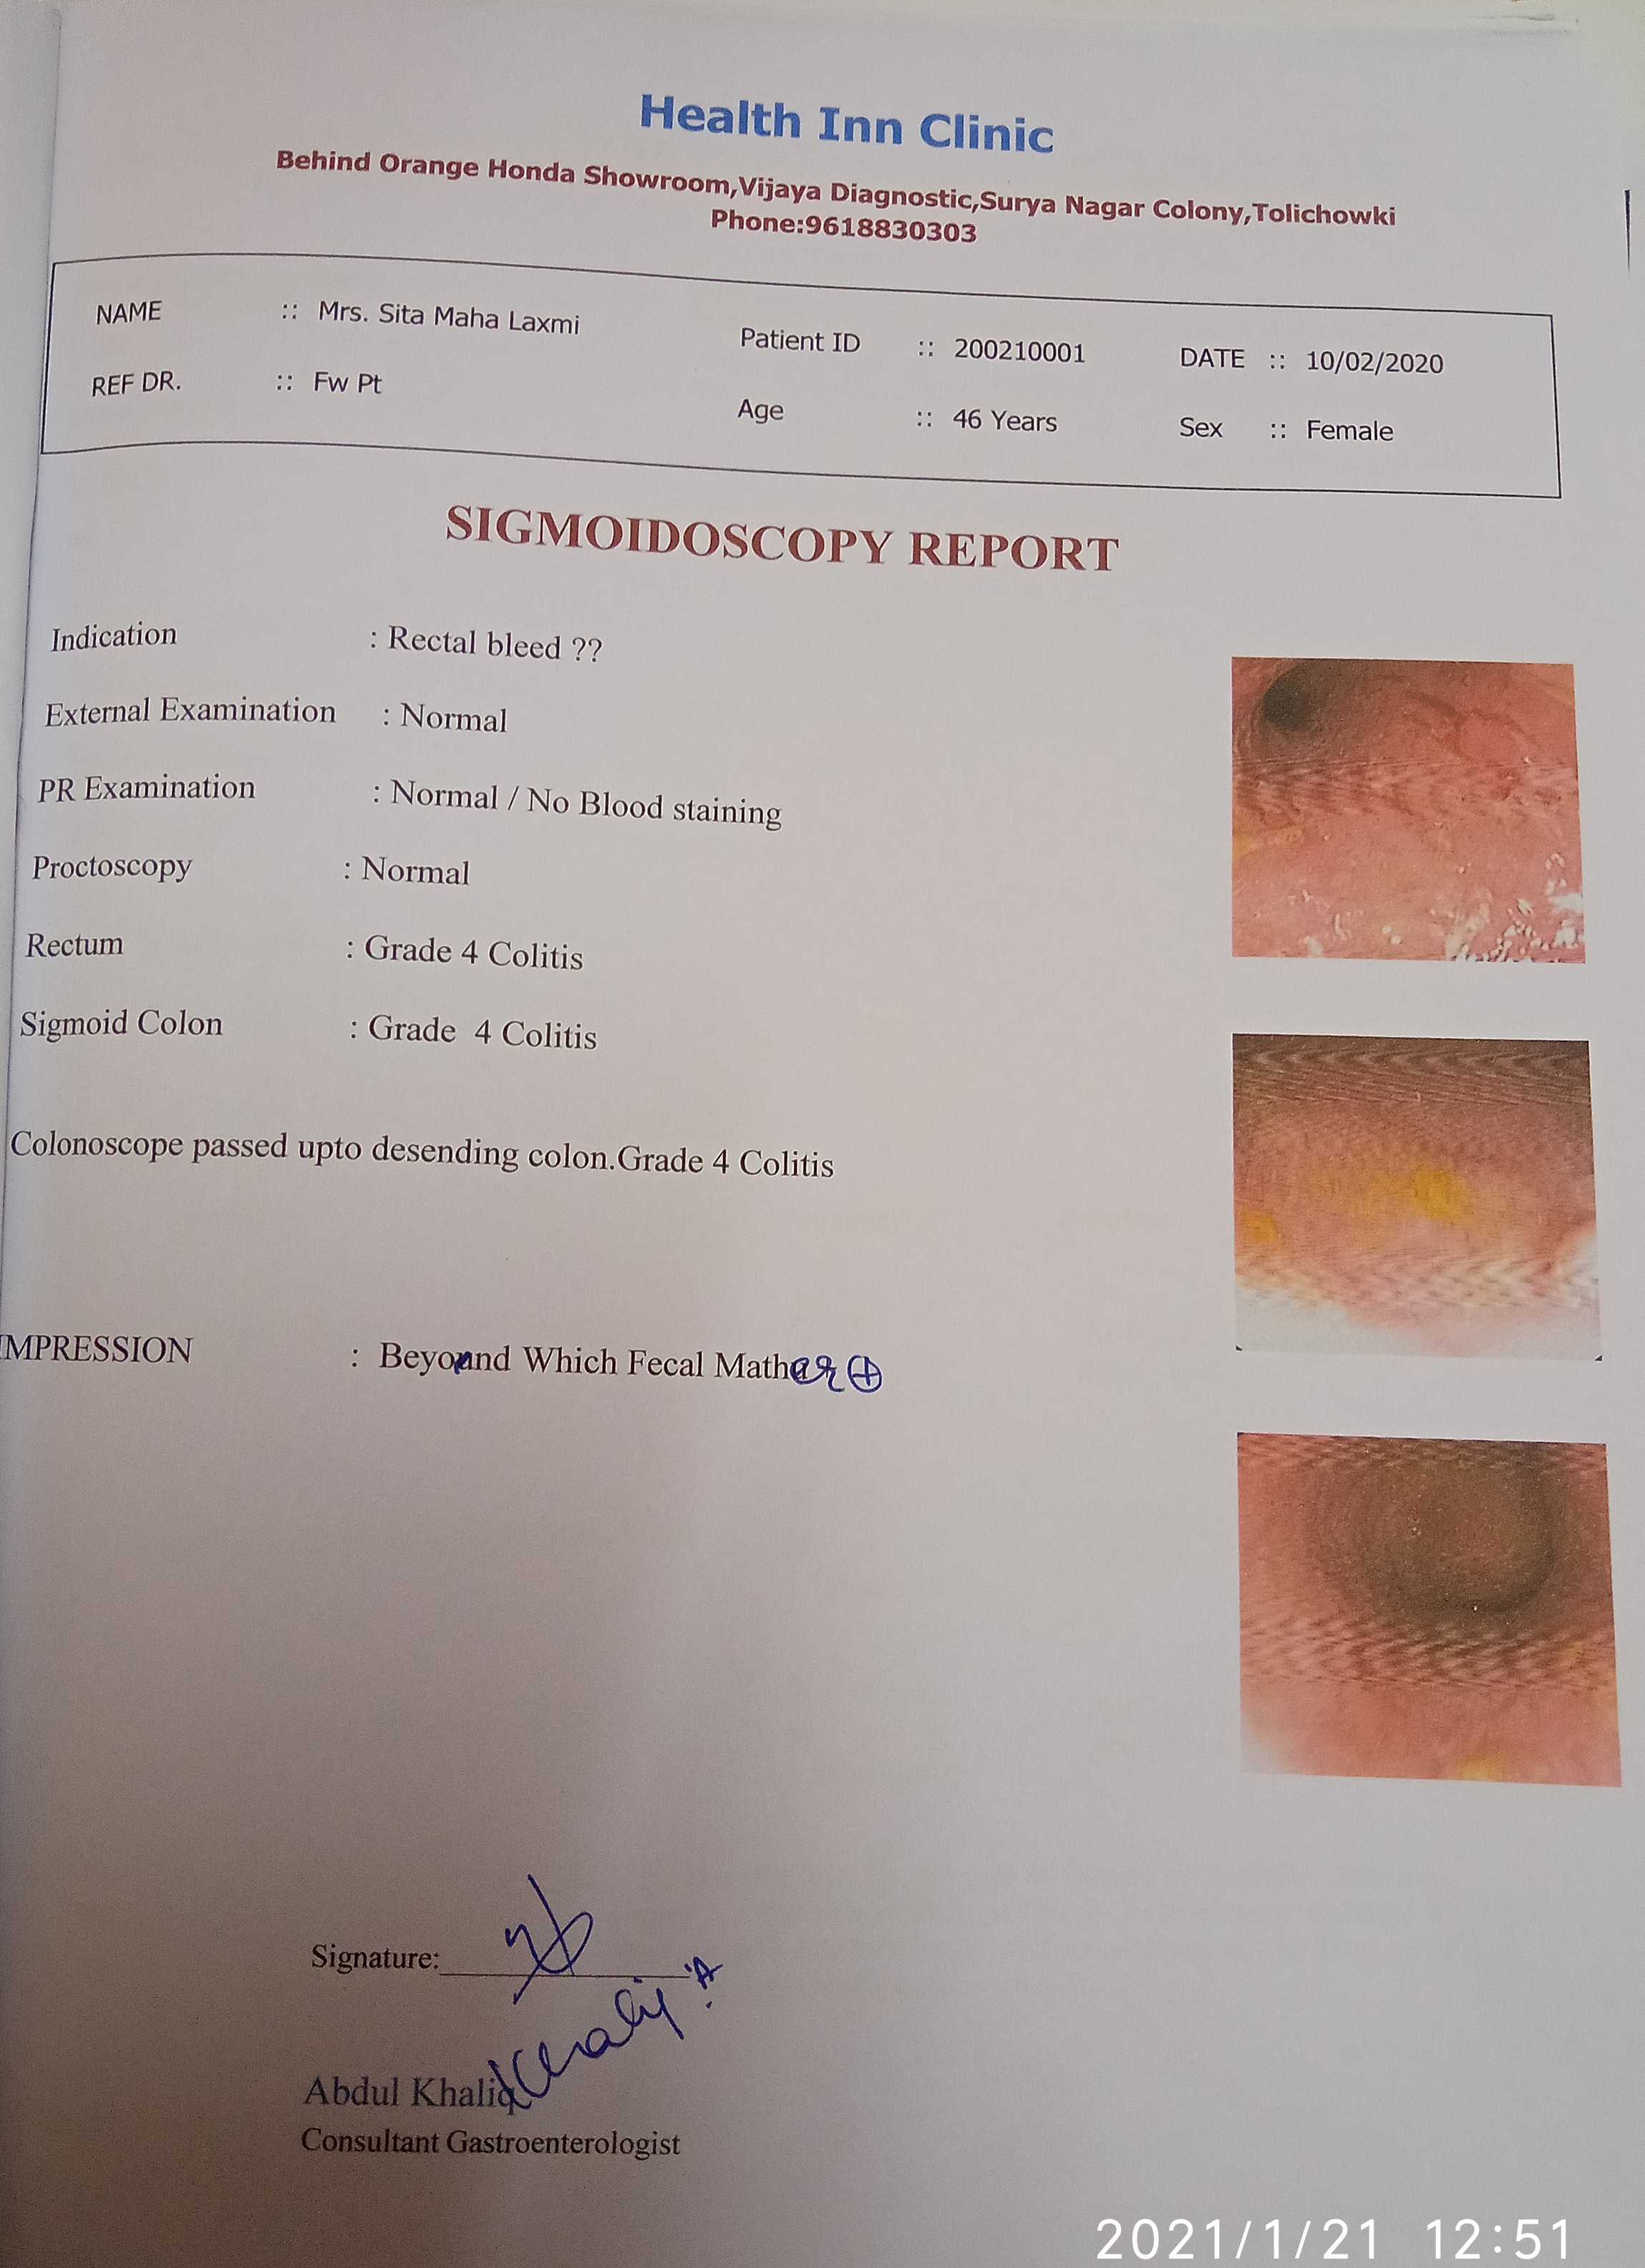 Health Inn Clinic
Behind Orange Honda Showroom,Vijaya Diagnostic,Surya Nagar Colony,Tolichowki
Phone:9618830303
NAME :: Mrs. Sita Maha Laxmi Patient ID :: 200210001 DATE :: 10/02/2020
REF DR. :: Fw Pt Age :: 46 Years Sex :: Female
SIGMOIDOSCOPY REPORT
Indication : Rectal bleed ??
External Examination : Normal
PR Examination : Normal / No Blood staining
Proctoscopy : Normal
Rectum : Grade 4 Colitis
Sigmoid Colon : Grade 4 Colitis
Colonoscope passed upto desending colon.Grade 4 Colitis
IMPRESSION : Beyond Which Fecal Mather ⊕
Signature:
Khaliq.A
Abdul Khaliq
Consultant Gastroenterologist
2021/1/21 12:51